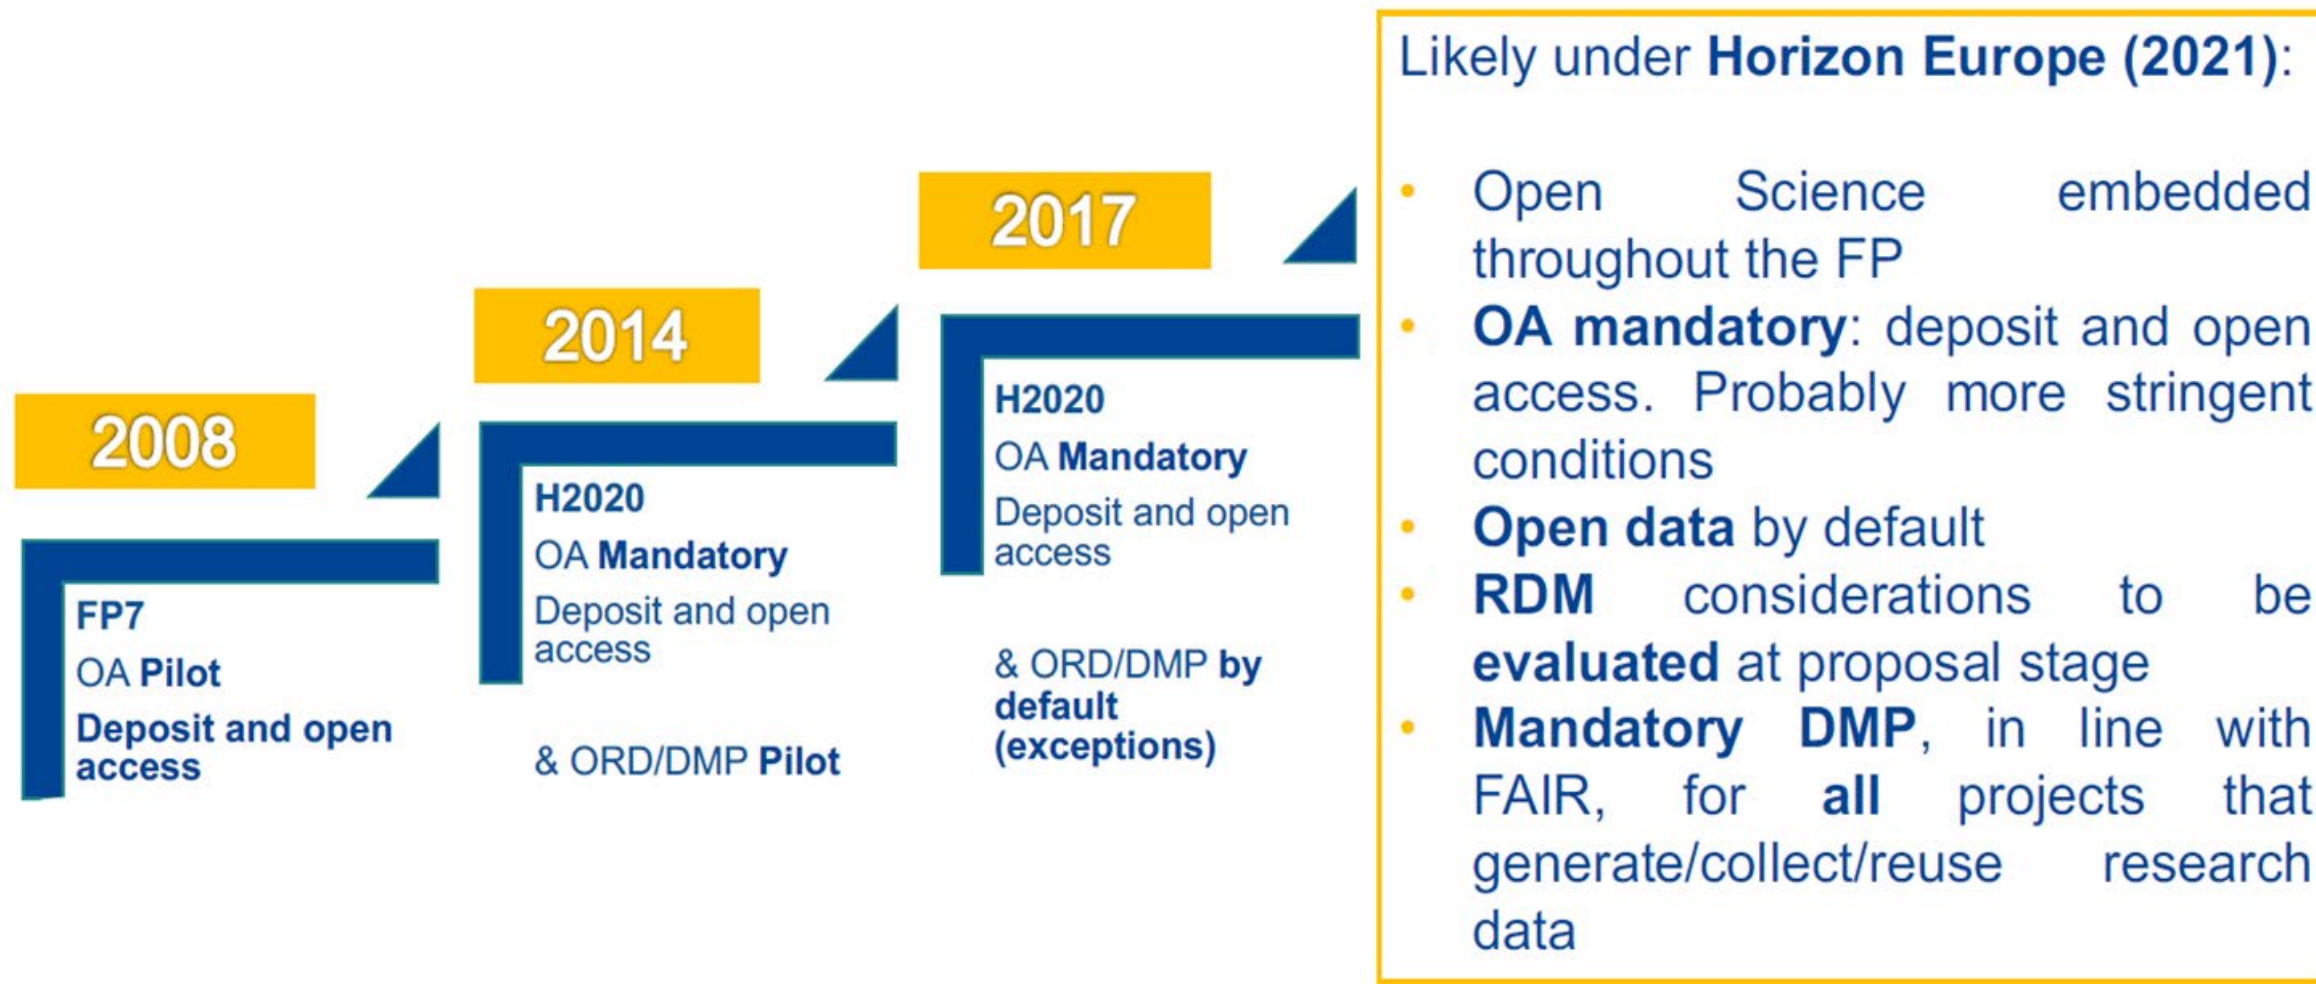 2008
FP7
OA Pilot
Deposit and open
access
2014
H2020
OA Mandatory
Deposit and open
access
& ORD/DMP Pilot
2017
H2020
OA Mandatory
Deposit and open
access
& ORD/DMP by
default
(exceptions)
Likely under Horizon Europe (2021):
• Open Science embedded
throughout the FP
• OA mandatory: deposit and open
access. Probably more stringent
conditions
• Open data by default
• RDM considerations to be
evaluated at proposal stage
• Mandatory DMP, in line with
FAIR, for all projects that
generate/collect/reuse research
data